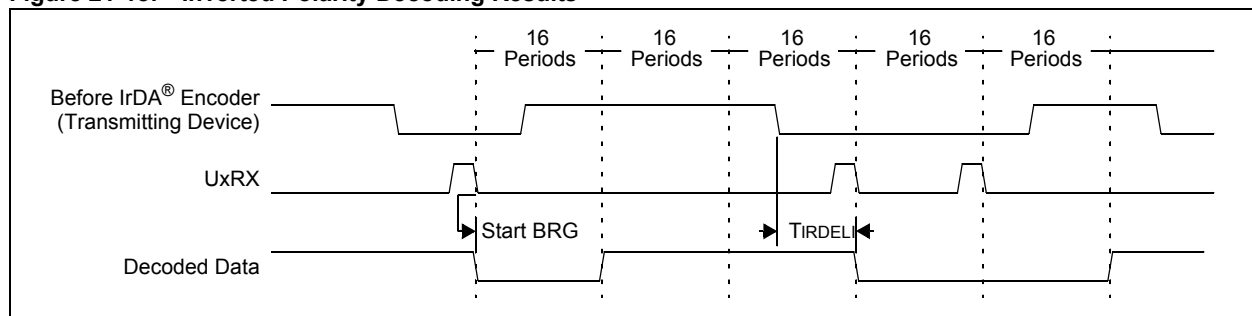 Figure 21-18: Inverted Polarity Decoding Results
16 16 16 16 16
Periods Periods Periods Periods Periods
Before IrDA® Encoder
(Transmitting Device)
UxRX
Start BRG TIRDELI
Decoded Data